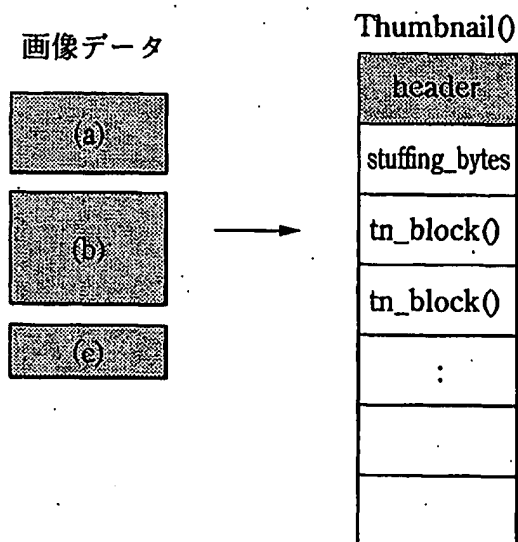 画像データ
(a)
(b)
(c)
Thumbnail()
header
stuffing_bytes
tn_block()
tn_block()
: